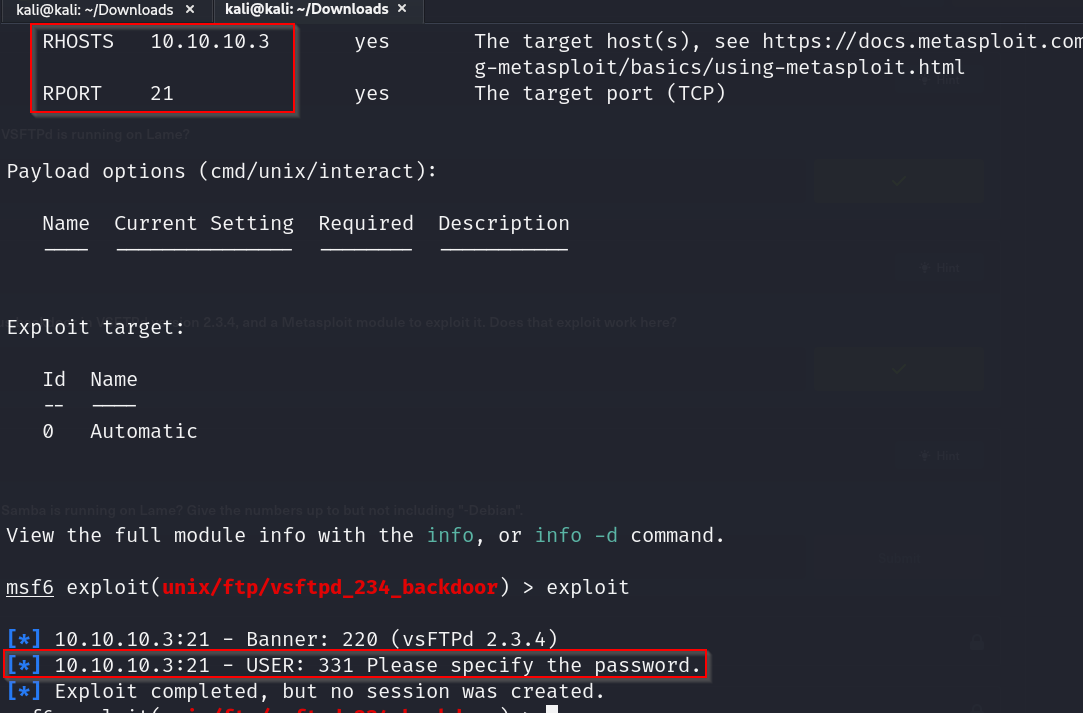 kali@kali: ~/Downloads × kali@kali: ~/Downloads ×
RHOSTS 10.10.10.3 yes The target host(s), see https://docs.metasploit.com
g-metasploit/basics/using-metasploit.html
RPORT 21 yes The target port (TCP)
VSFTPd is running on Lame?
Payload options (cmd/unix/interact):
Name Current Setting Required Description
---- --------------- -------- -----------
Hint
2.3.4, and a Metasploit module to exploit it. Does that exploit work here?
Exploit target:
Id Name
-- ----
0 Automatic
Hint
Samba is running on Lame? Give the numbers up to but not including "-Debian".
View the full module info with the info, or info -d command.
msf6 exploit(unix/ftp/vsftpd_234_backdoor) > exploit
[*] 10.10.10.3:21 - Banner: 220 (vsFTPd 2.3.4)
[*] 10.10.10.3:21 - USER: 331 Please specify the password.
[*] Exploit completed, but no session was created.